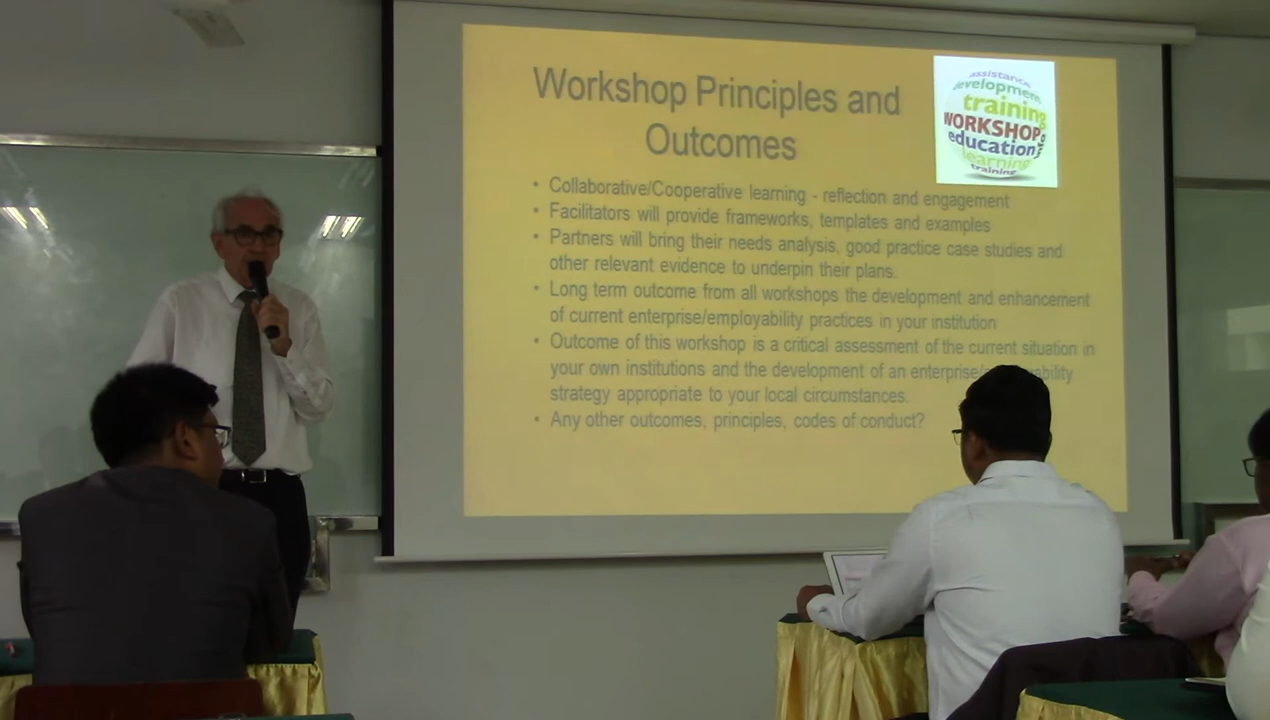 Workshop Principles and
Outcomes
assistance
development
training
WORKSHOP
education
info
learning
training
• Collaborative/Cooperative learning - reflection and engagement
• Facilitators will provide frameworks, templates and examples
• Partners will bring their needs analysis, good practice case studies and
other relevant evidence to underpin their plans.
• Long term outcome from all workshops the development and enhancement
of current enterprise/employability practices in your institution
• Outcome of this workshop is a critical assessment of the current situation in
your own institutions and the development of an
strategy appropriate to your local circumstances.
• Any other outcomes, principles, codes of conduct?